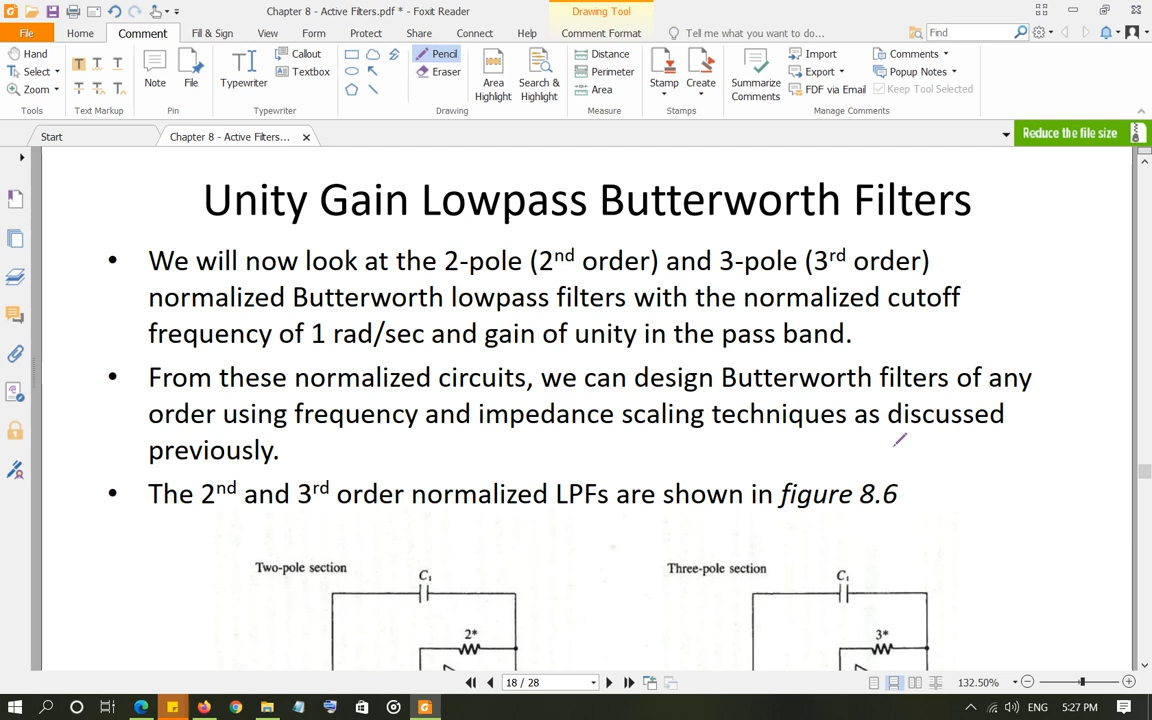 Chapter 8 - Active Filters.pdf * - Foxit Reader
Drawing Tool
File Home Comment Fill & Sign View Form Protect Share Connect Help Comment Format Tell me what you want to do... Find
Hand
Select
Zoom
Tools
Text Markup
Note
File
Pin
Typewriter
Callout
Textbox
Typewriter
Pencil
Eraser
Drawing
Area Highlight
Search & Highlight
Distance
Perimeter
Area
Measure
Stamp
Create
Stamps
Summarize Comments
Import
Export
FDF via Email
Comments
Popup Notes
Keep Tool Selected
Manage Comments
Start
Chapter 8 - Active Filters...
Reduce the file size
Unity Gain Lowpass Butterworth Filters
• We will now look at the 2-pole (2nd order) and 3-pole (3rd order)
normalized Butterworth lowpass filters with the normalized cutoff
frequency of 1 rad/sec and gain of unity in the pass band.
• From these normalized circuits, we can design Butterworth filters of any
order using frequency and impedance scaling techniques as discussed
previously.
• The 2nd and 3rd order normalized LPFs are shown in figure 8.6
Two-pole section
C1
2*
Three-pole section
C1
3*
18 / 28
132.50%
ENG 5:27 PM